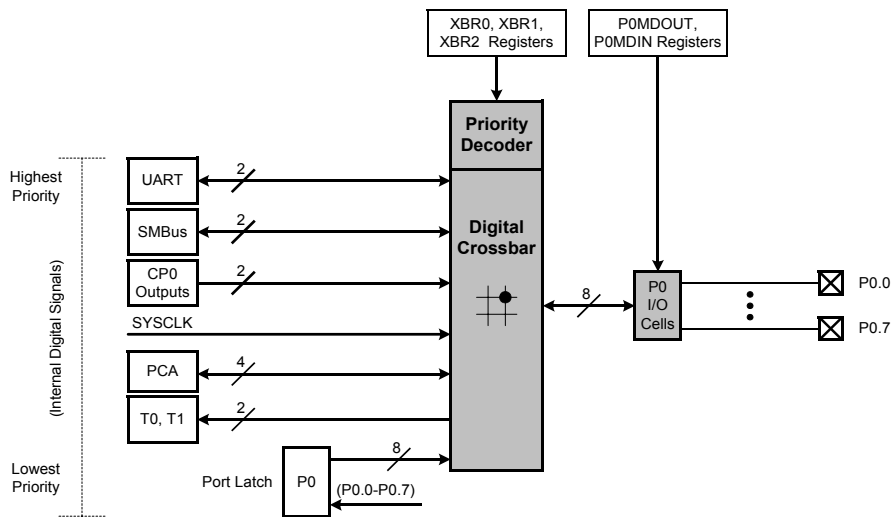 XBR0, XBR1,
XBR2 Registers
P0MDOUT,
P0MDIN Registers
Priority
Decoder
Highest
Priority
UART
2
SMBus
2
Digital
Crossbar
CP0
Outputs
2
(Internal Digital Signals)
SYSCLK
8
P0
I/O
Cells
P0.0
P0.7
PCA
4
T0, T1
2
Lowest
Priority
Port Latch
P0
8
(P0.0-P0.7)